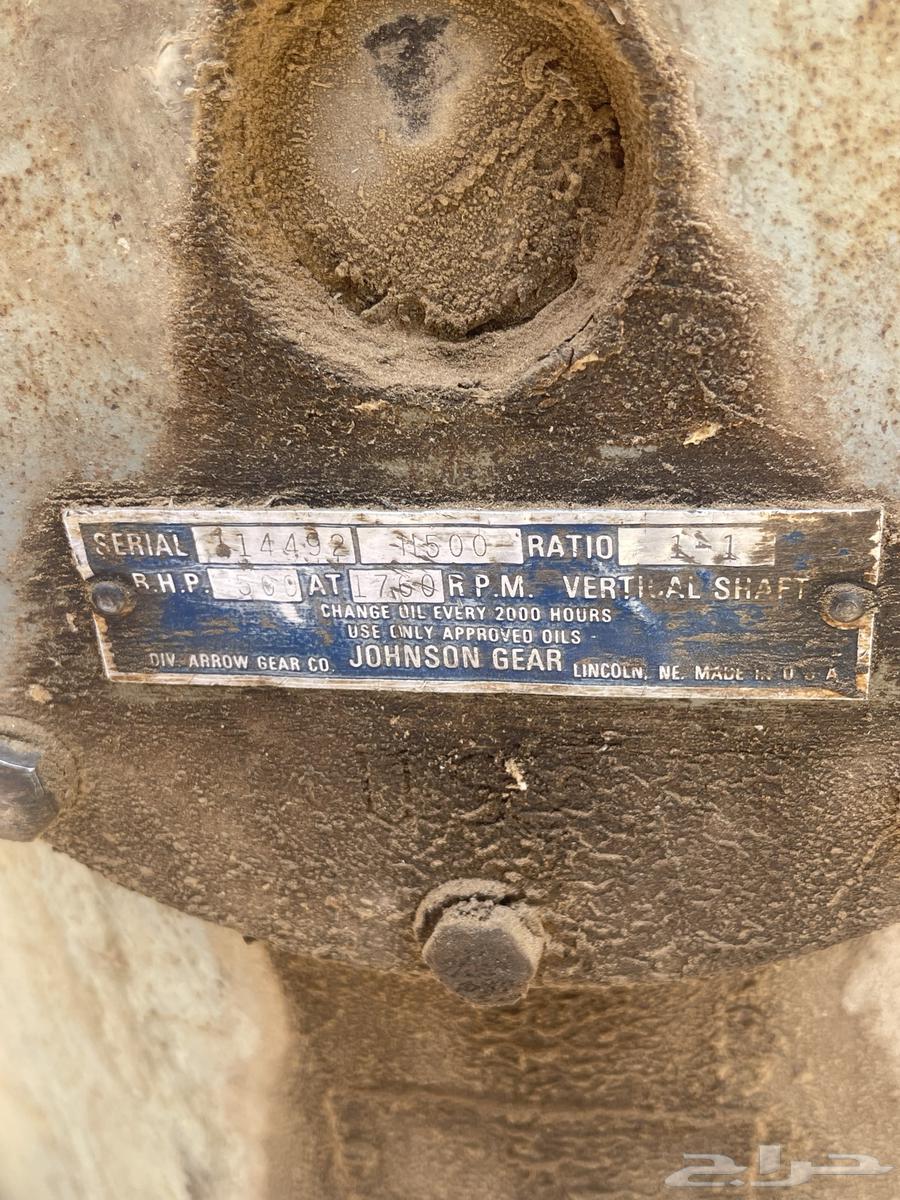 SERIAL 114492 H500 RATIO 1-1
R.H.P. 500 AT 1760 R.P.M. VERTICAL SHAFT
CHANGE OIL EVERY 2000 HOURS
USE ONLY APPROVED OILS
DIV. ARROW GEAR CO. JOHNSON GEAR LINCOLN, NE. MADE IN U S A
حراج